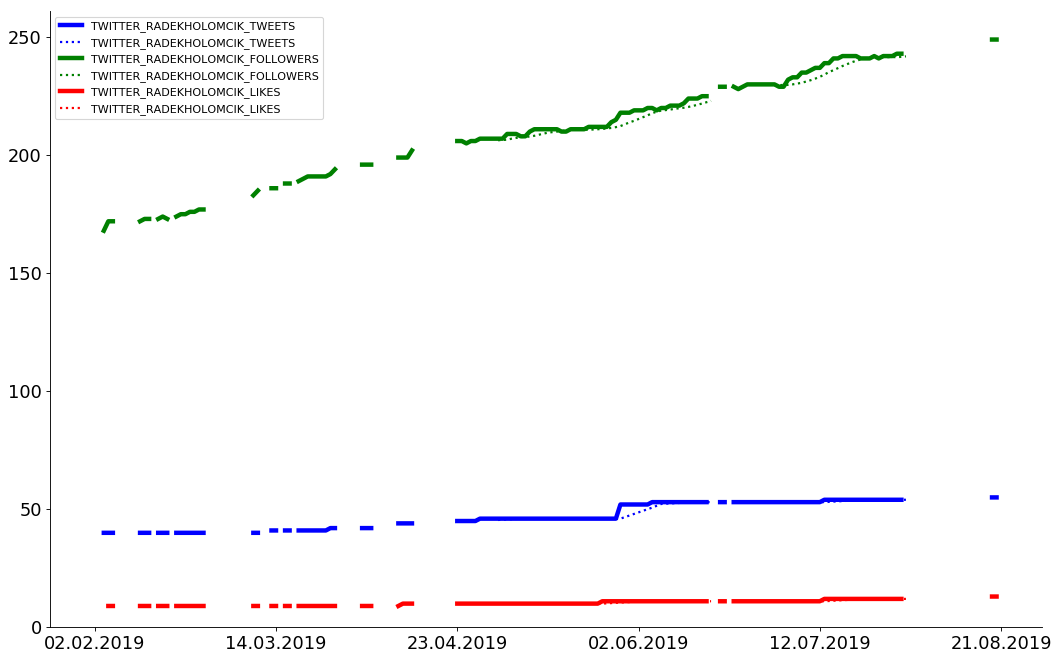 250
TWITTER_RADEKHOLOMCIK_TWEETS
TWITTER_RADEKHOLOMCIK_TWEETS
TWITTER_RADEKHOLOMCIK_FOLLOWERS
TWITTER_RADEKHOLOMCIK_FOLLOWERS
TWITTER_RADEKHOLOMCIK_LIKES
TWITTER_RADEKHOLOMCIK_LIKES
200
150
100
50
0
02.02.2019 14.03.2019 23.04.2019 02.06.2019 12.07.2019 21.08.2019